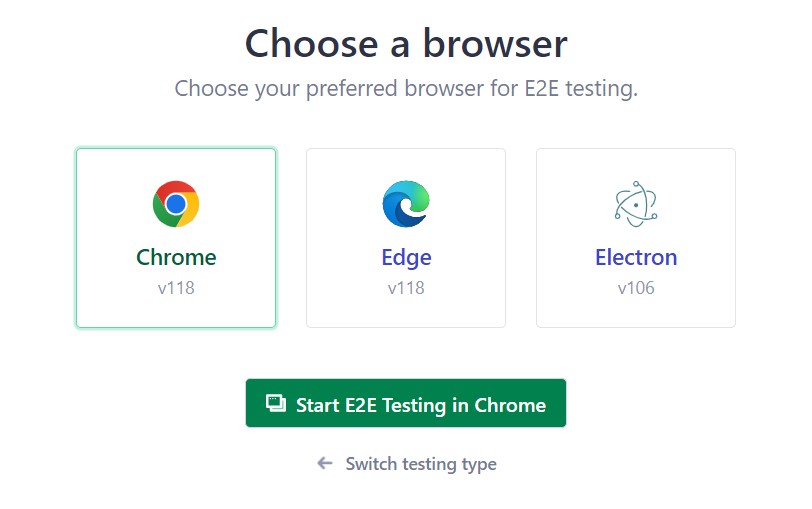 Choose a browser
Choose your preferred browser for E2E testing.
Chrome
v118
Edge
v118
Electron
v106
Start E2E Testing in Chrome
Switch testing type